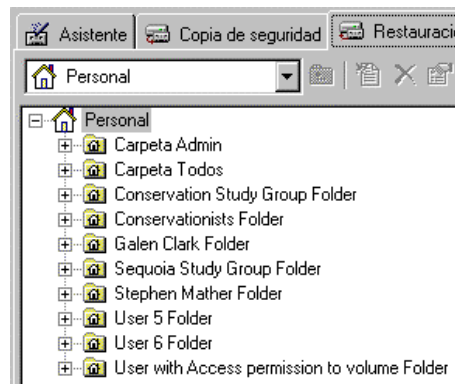 Asistente Copia de seguridad Restauraci
Personal
Personal
Carpeta Admin
Carpeta Todos
Conservation Study Group Folder
Conservationists Folder
Galen Clark Folder
Sequoia Study Group Folder
Stephen Mather Folder
User 5 Folder
User 6 Folder
User with Access permission to volume Folder